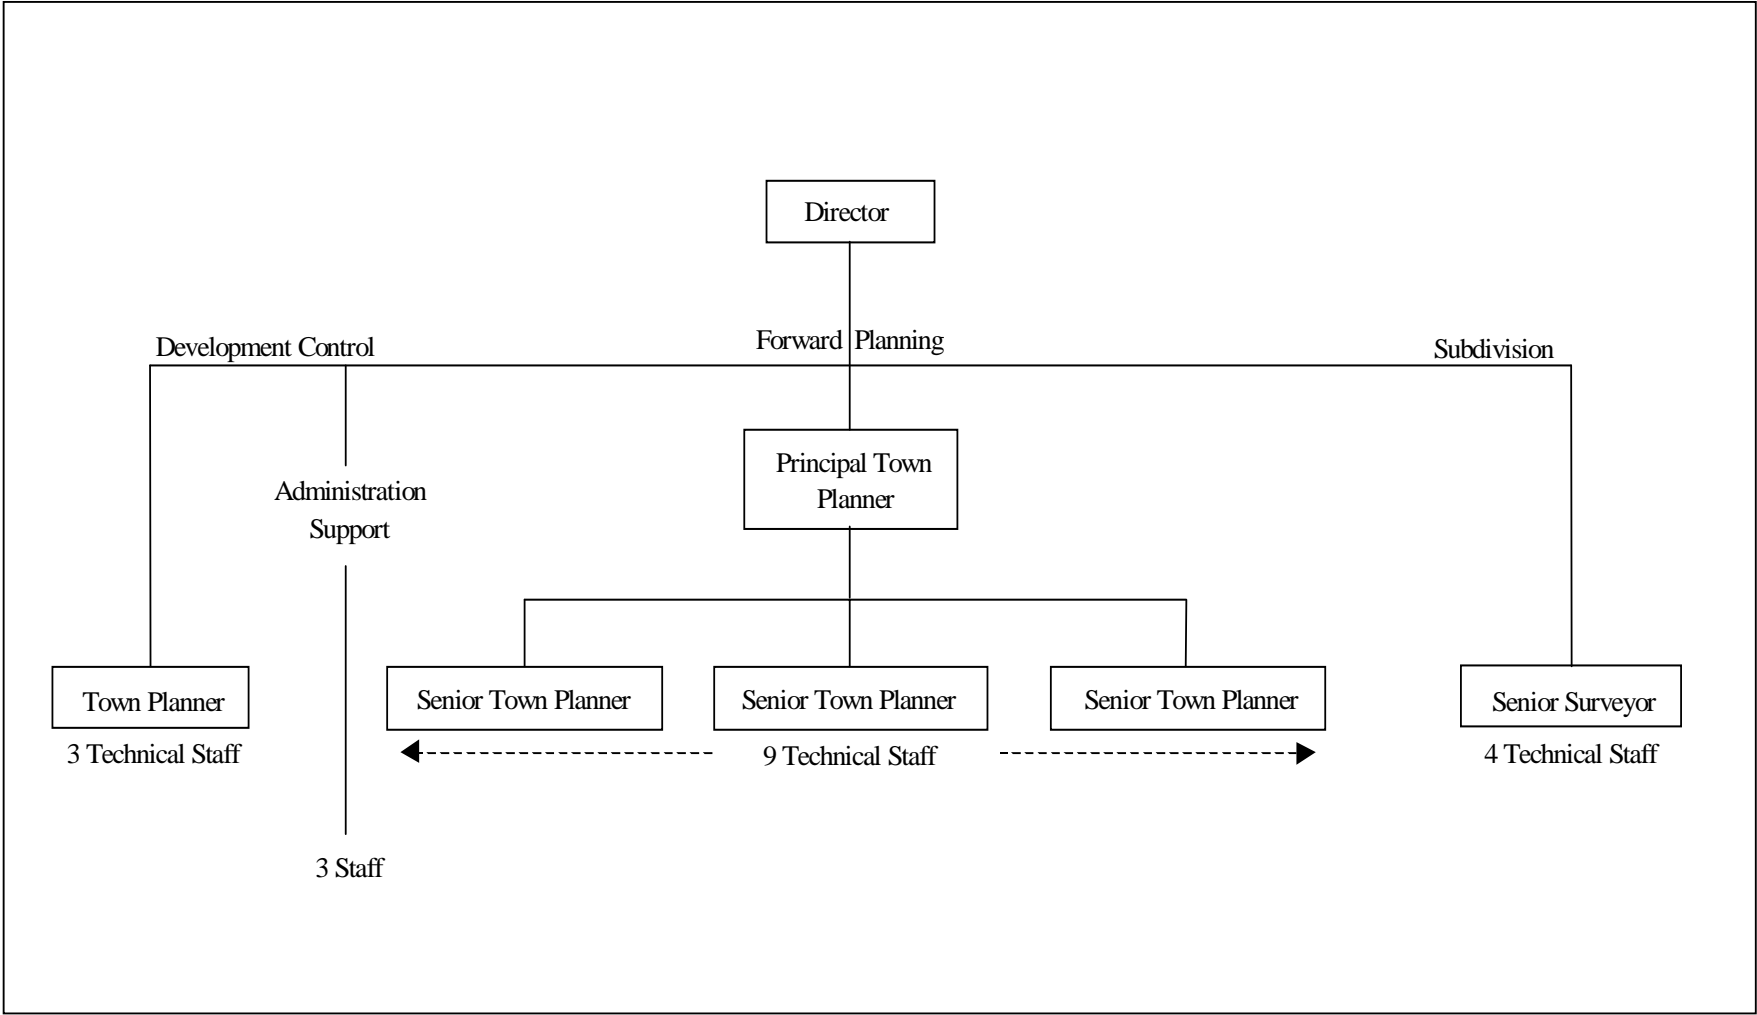 Director
Development Control
Forward Planning
Subdivision
Principal Town
Planner
Administration
Support
Town Planner
Senior Town Planner
Senior Town Planner
Senior Town Planner
Senior Surveyor
3 Technical Staff
9 Technical Staff
4 Technical Staff
3 Staff